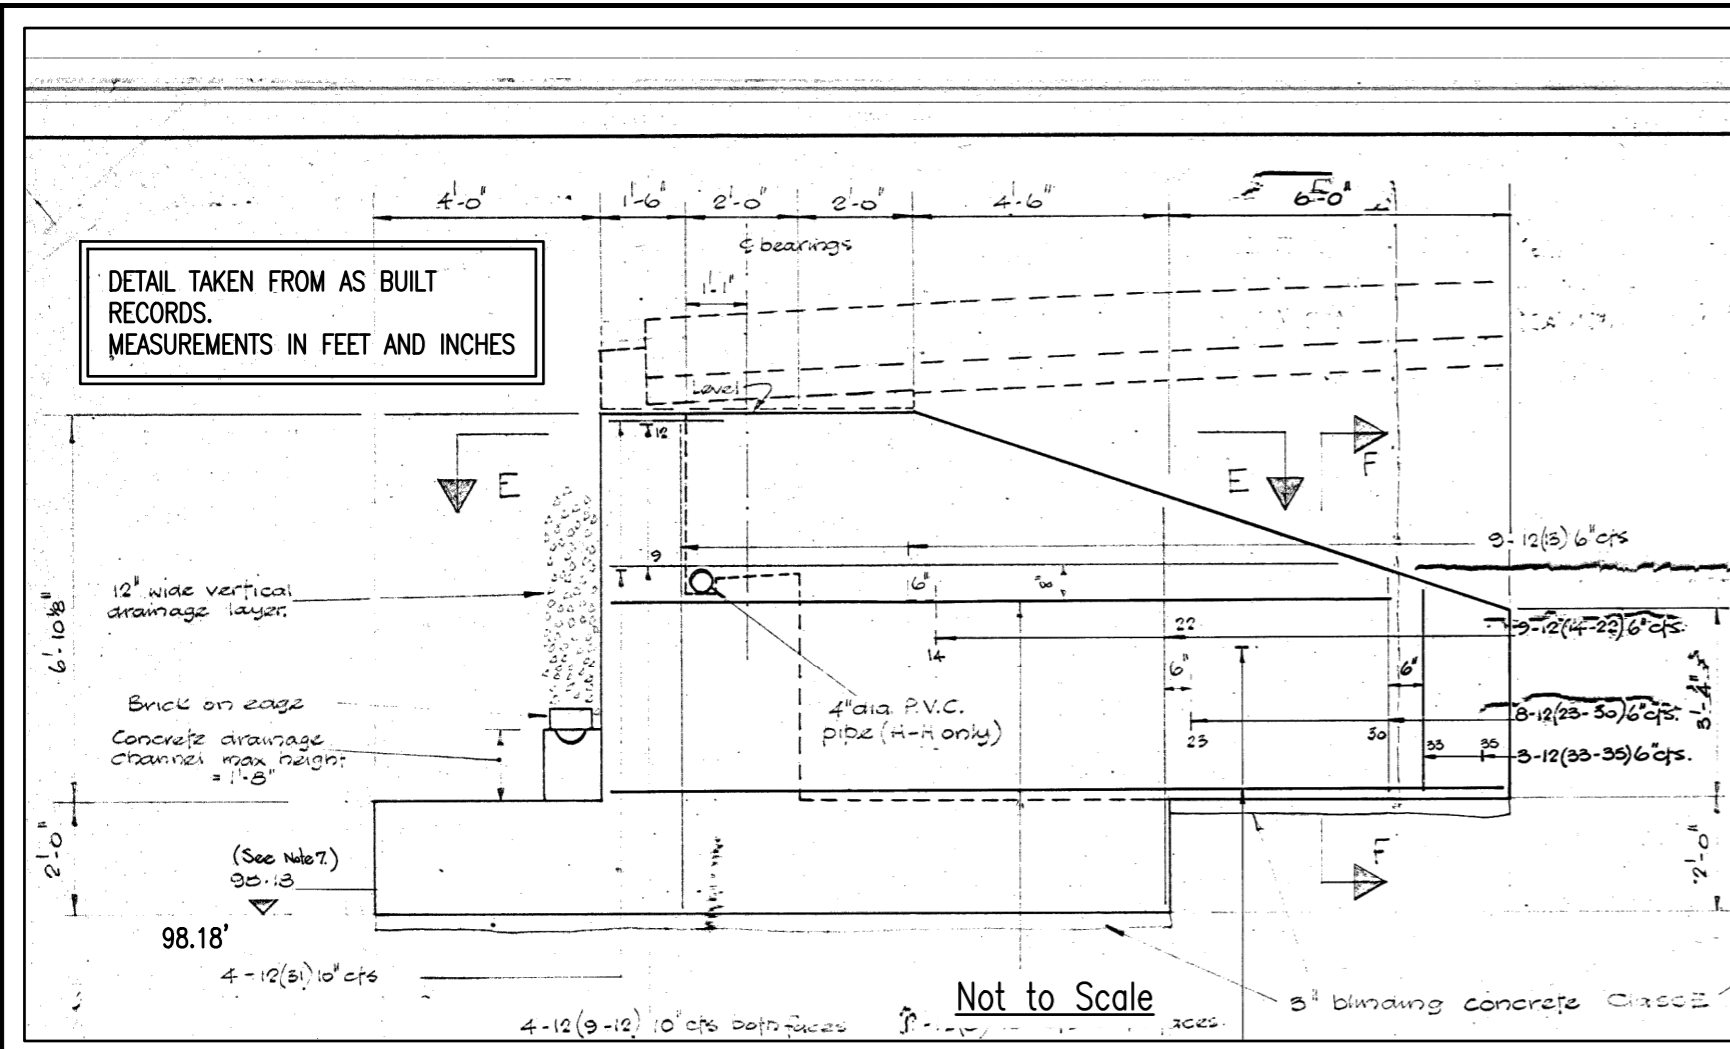 4'-0" 1'-6" 2'-0" 2'-0" 4'-6" 6'-0"
℄ bearings
1'-1"
DETAIL TAKEN FROM AS BUILT
RECORDS.
MEASUREMENTS IN FEET AND INCHES
Level
12
E
E
F
9
9-12(13) 6"cts
12" wide vertical
drainage layer.
6"
8"
6'-10⅛"
22
9-12(14-22) 6"cts.
14
6"
6"
Brick on edge
4"dia. P.V.C.
pipe (H-H only)
8-12(23-30) 6"cts.
Concrete drainage
channel max height
= 1'-8"
23
30
33
35
3-12(33-35) 6"cts.
2'-0"
2'-0"
F
(See Note 7.)
98.18
98.18'
4-12(31) 10"cts
Not to Scale
3" blinding concrete Class E
4-12(9-12) 10"cts both faces